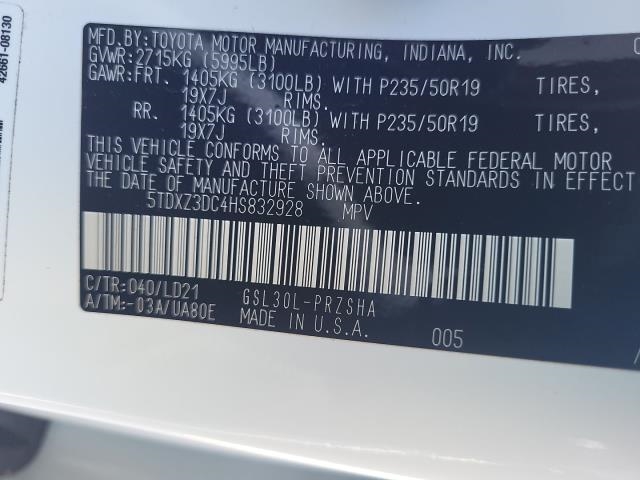 42661-08130
MFD.BY:TOYOTA MOTOR MANUFACTURING, INDIANA, INC.
GVWR:2715KG (5995LB)
GAWR:FRT. 1405KG (3100LB) WITH P235/50R19 TIRES,
19X7J RIMS.
RR. 1405KG (3100LB) WITH P235/50R19 TIRES,
19X7J RIMS.
THIS VEHICLE CONFORMS TO ALL APPLICABLE FEDERAL MOTOR
VEHICLE SAFETY AND THEFT PREVENTION STANDARDS IN EFFECT
THE DATE OF MANUFACTURE SHOWN ABOVE.
5TDXZ3DC4HS832928 MPV
C/TR:040/LD21 GSL30L-PRZSHA
A/TM:-03A/UA80E MADE IN U.S.A. 005